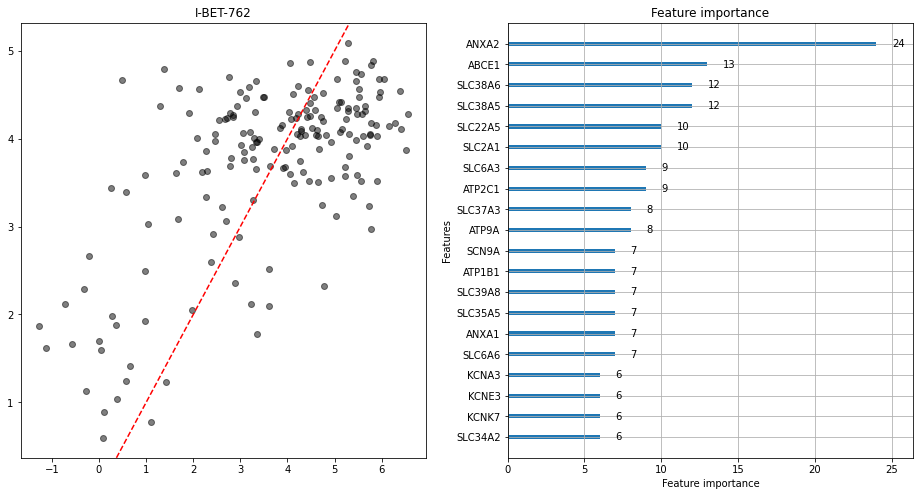 I-BET-762
5
4
3
2
1
−1
0
1
2
3
4
5
6
Feature importance
Features
ANXA2 24
ABCE1 13
SLC38A6 12
SLC38A5 12
SLC22A5 10
SLC2A1 10
SLC6A3 9
ATP2C1 9
SLC37A3 8
ATP9A 8
SCN9A 7
ATP1B1 7
SLC39A8 7
SLC35A5 7
ANXA1 7
SLC6A6 7
KCNA3 6
KCNE3 6
KCNK7 6
SLC34A2 6
0
5
10
15
20
25
Feature importance